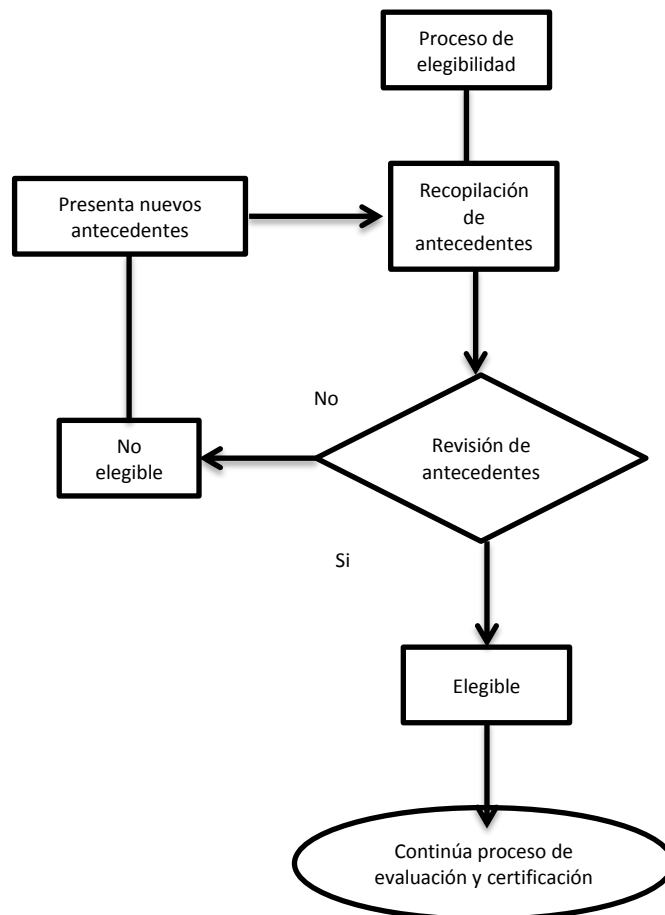 Proceso de
elegibilidad
Presenta nuevos
antecedentes
Recopilación
de
antecedentes
No
Revisión de
antecedentes
No
elegible
Si
Elegible
Continúa proceso de
evaluación y certificación